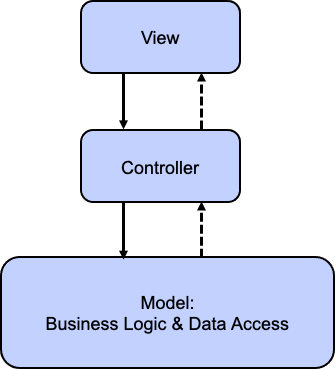 View
Controller
Model:
Business Logic & Data Access